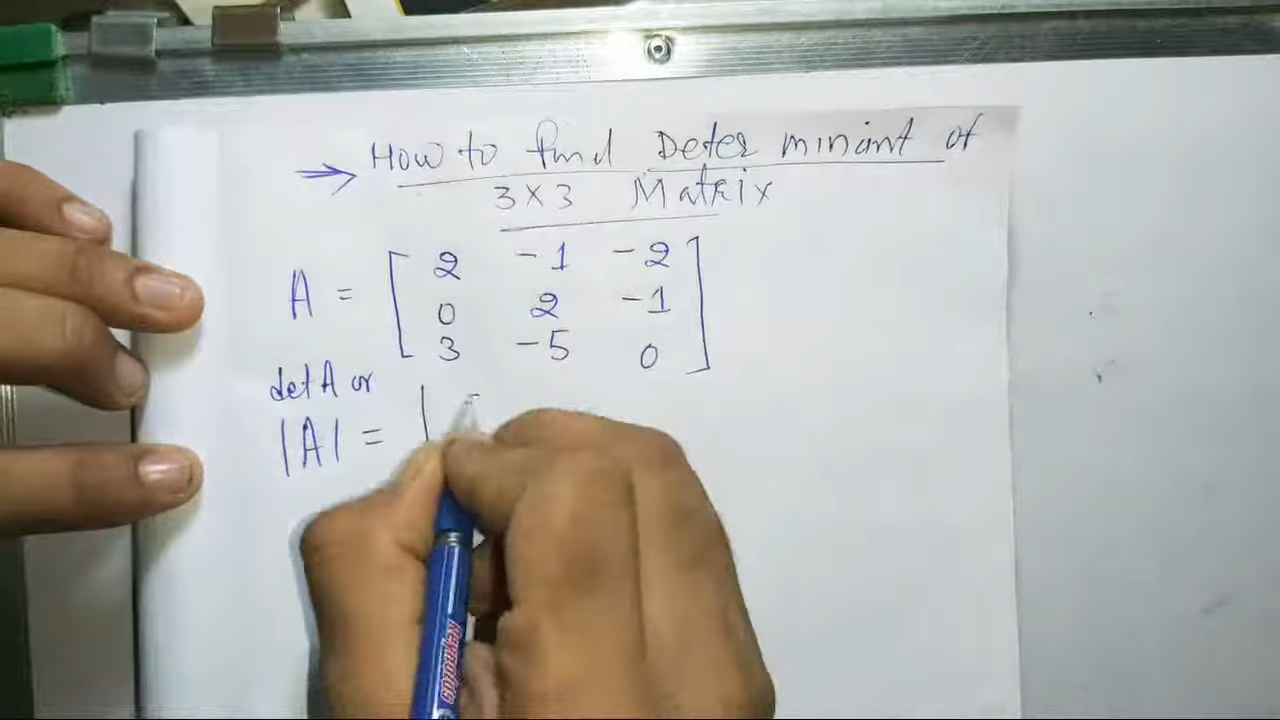 → How to find Determinant of
3×3 Matrix
A = [ 2 -1 -2
0 2 -1
3 -5 0 ]
det A or
|A| = |
Reynolds